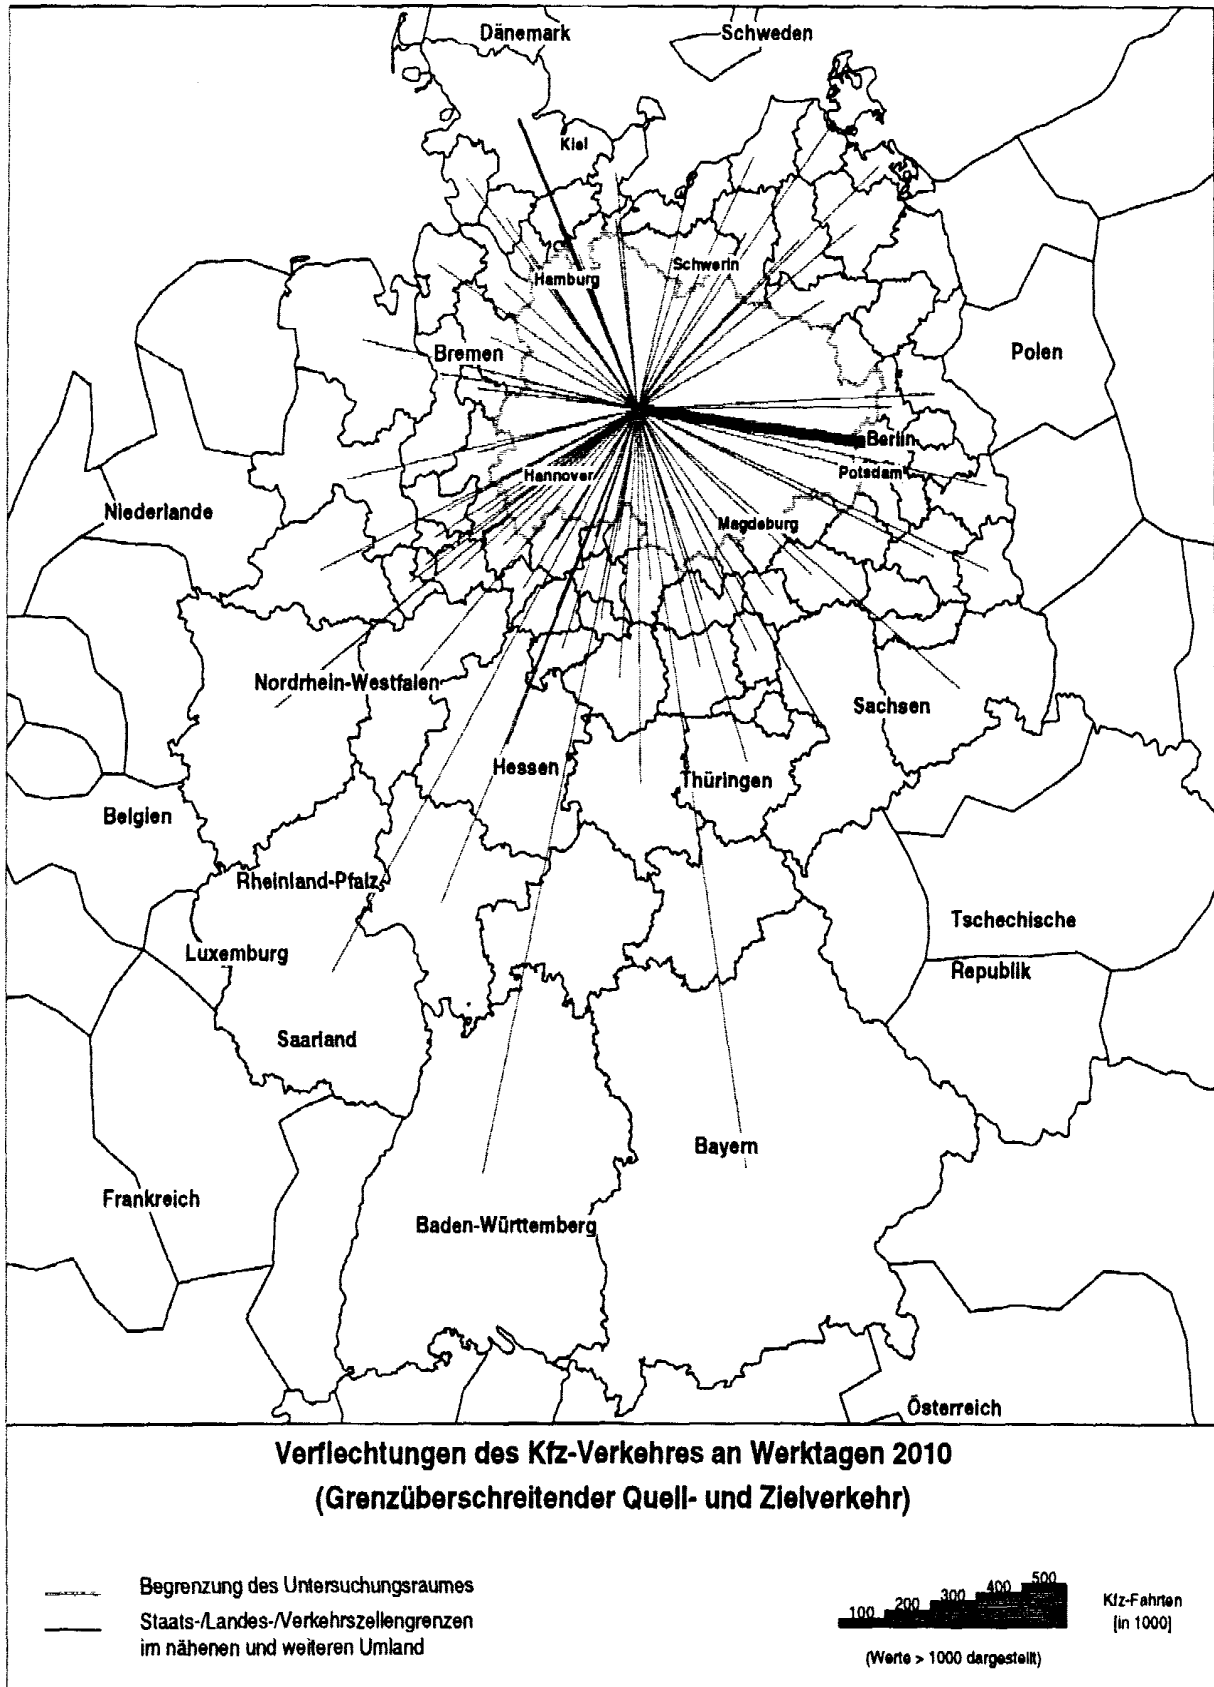 Dänemark
Schweden
Kiel
Schwerin
Hamburg
Bremen
Polen
Berlin
Hannover
Potsdam
Niederlande
Magdeburg
Nordrhein-Westfalen
Sachsen
Hessen
Thüringen
Belgien
Rheinland-Pfalz
Tschechische
Luxemburg
Republik
Saarland
Bayern
Frankreich
Baden-Württemberg
Österreich
Verflechtungen des Kfz-Verkehres an Werktagen 2010
(Grenzüberschreitender Quell- und Zielverkehr)
Begrenzung des Untersuchungsraumes
Staats-/Landes-/Verkehrszellengrenzen
im nähenen und weiteren Umland
100 200 300 400 500
Kfz-Fahrten
[in 1000]
(Werte > 1000 dargestellt)